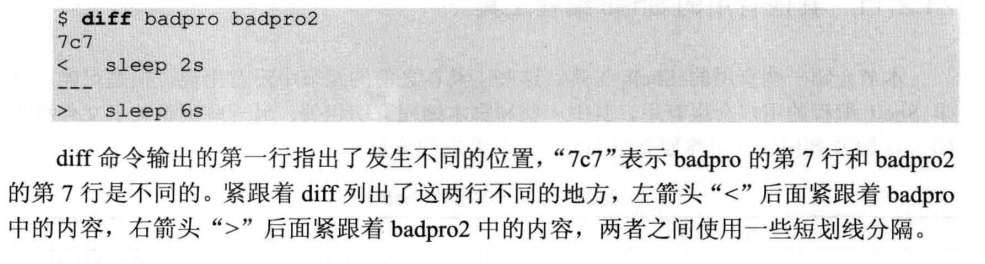 $ diff badpro badpro2
7c7
<   sleep 2s
---
>   sleep 6s
diff 命令输出的第一行指出了发生不同的位置，“7c7”表示 badpro 的第 7 行和 badpro2
的第 7 行是不同的。紧跟着 diff 列出了这两行不同的地方，左箭头“<”后面紧跟着 badpro
中的内容，右箭头“>”后面紧跟着 badpro2 中的内容，两者之间使用一些短划线分隔。